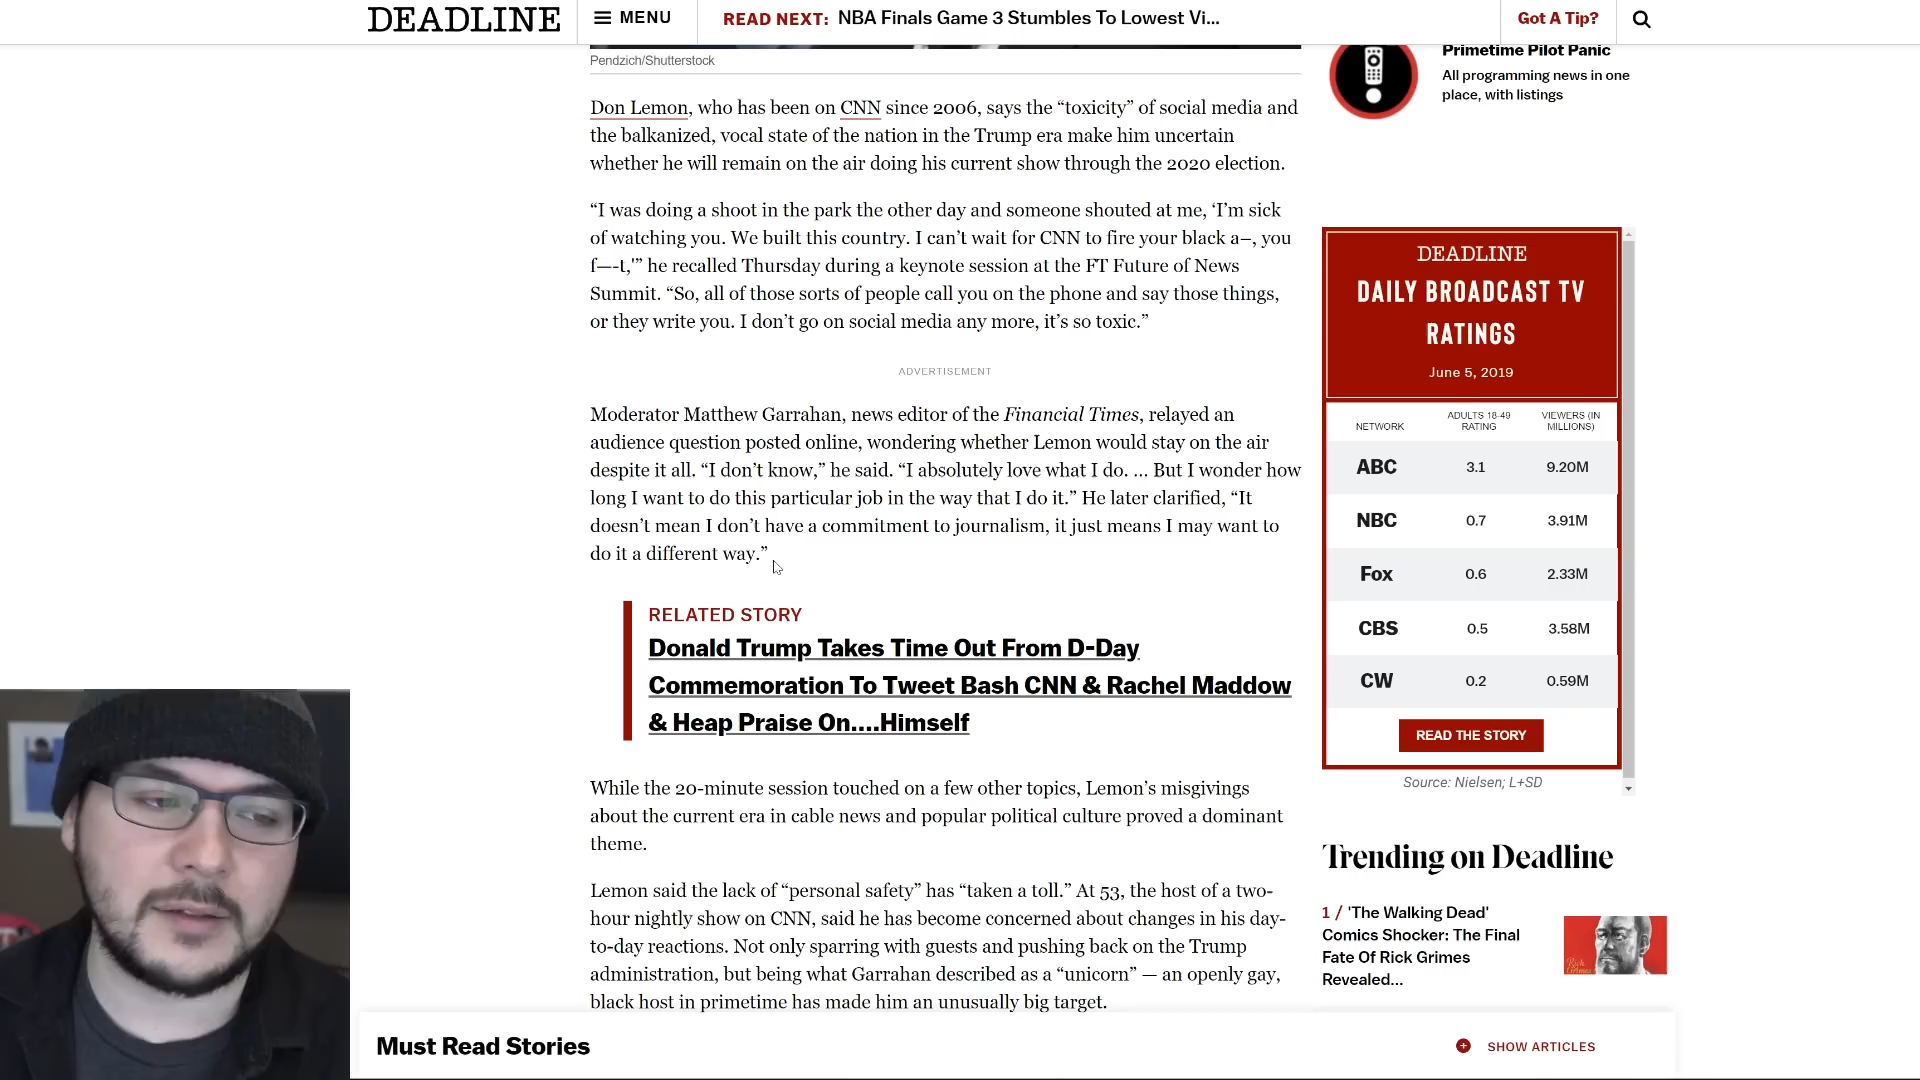 DEADLINE
MENU
READ NEXT: NBA Finals Game 3 Stumbles To Lowest Vi...
Got A Tip?
Pendzich/Shutterstock
Don Lemon, who has been on CNN since 2006, says the “toxicity” of social media and
the balkanized, vocal state of the nation in the Trump era make him uncertain
whether he will remain on the air doing his current show through the 2020 election.
“I was doing a shoot in the park the other day and someone shouted at me, ‘I’m sick
of watching you. We built this country. I can’t wait for CNN to fire your black a–, you
f—-t,'” he recalled Thursday during a keynote session at the FT Future of News
Summit. “So, all of those sorts of people call you on the phone and say those things,
or they write you. I don’t go on social media any more, it’s so toxic.”
ADVERTISEMENT
Moderator Matthew Garrahan, news editor of the Financial Times, relayed an
audience question posted online, wondering whether Lemon would stay on the air
despite it all. “I don’t know,” he said. “I absolutely love what I do. … But I wonder how
long I want to do this particular job in the way that I do it.” He later clarified, “It
doesn’t mean I don’t have a commitment to journalism, it just means I may want to
do it a different way.”
RELATED STORY
Donald Trump Takes Time Out From D-Day
Commemoration To Tweet Bash CNN & Rachel Maddow
& Heap Praise On....Himself
While the 20-minute session touched on a few other topics, Lemon’s misgivings
about the current era in cable news and popular political culture proved a dominant
theme.
Lemon said the lack of “personal safety” has “taken a toll.” At 53, the host of a two-
hour nightly show on CNN, said he has become concerned about changes in his day-
to-day reactions. Not only sparring with guests and pushing back on the Trump
administration, but being what Garrahan described as a “unicorn” — an openly gay,
black host in primetime has made him an unusually big target.
Primetime Pilot Panic
All programming news in one
place, with listings
DEADLINE
DAILY BROADCAST TV
RATINGS
June 5, 2019
NETWORK ADULTS 18-49 RATING VIEWERS (IN MILLIONS)
ABC 3.1 9.20M
NBC 0.7 3.91M
Fox 0.6 2.33M
CBS 0.5 3.58M
CW 0.2 0.59M
READ THE STORY
Source: Nielsen; L+SD
Trending on Deadline
1 / 'The Walking Dead'
Comics Shocker: The Final
Fate Of Rick Grimes
Revealed...
Rick Grimes
Must Read Stories
SHOW ARTICLES